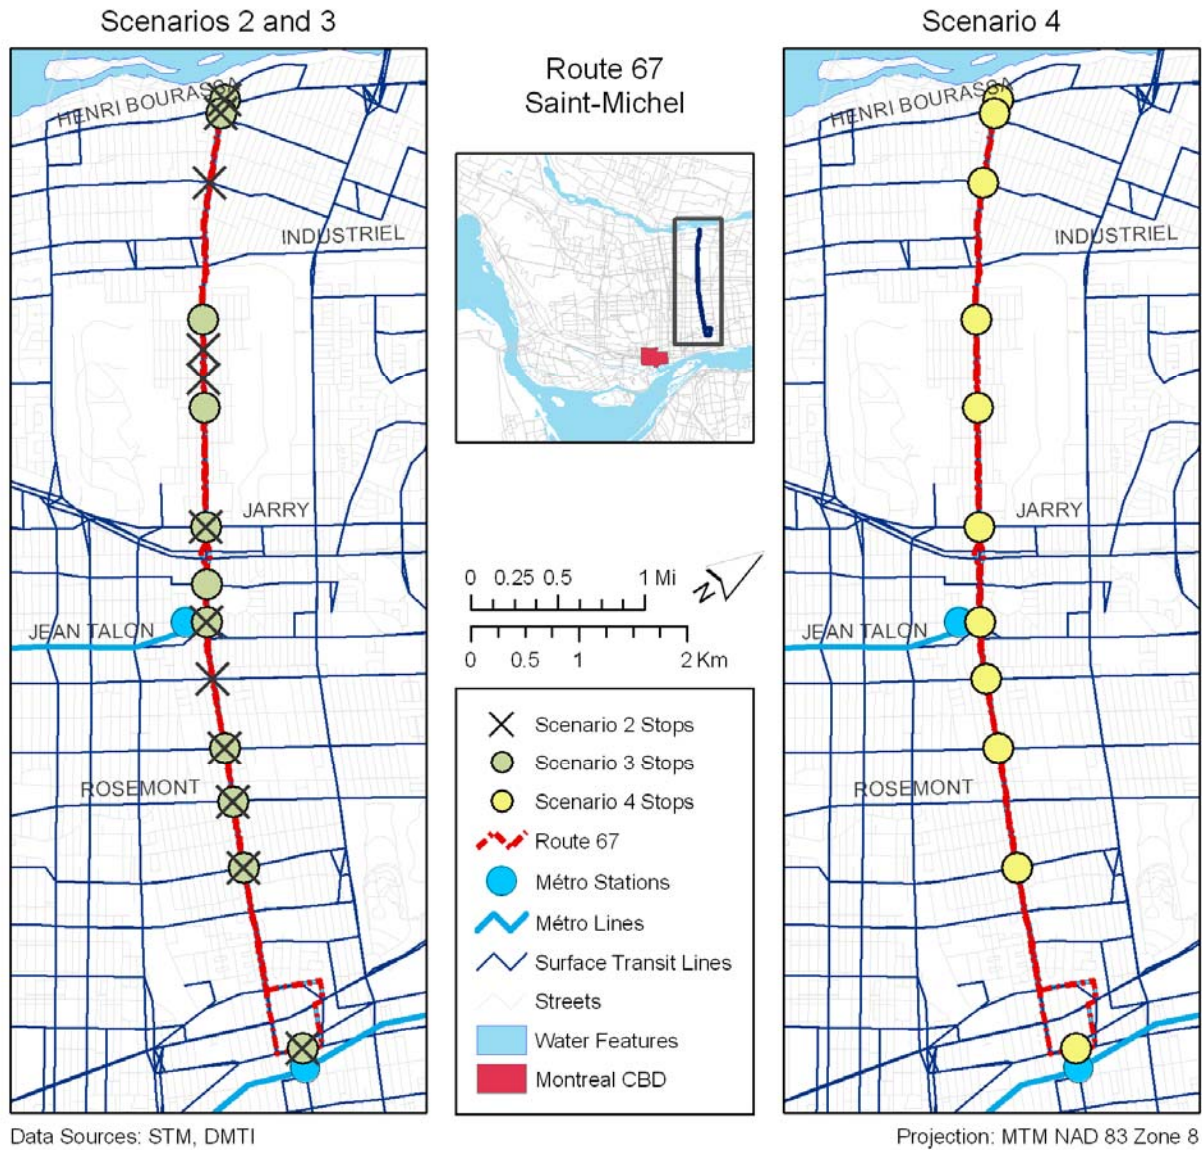 Scenarios 2 and 3
HENRI BOURASSA
INDUSTRIEL
JARRY
JEAN TALON
ROSEMONT
Data Sources: STM, DMTI
Route 67
Saint-Michel
0 0.25 0.5 1 Mi
N
0 0.5 1 2 Km
Scenario 2 Stops
Scenario 3 Stops
Scenario 4 Stops
Route 67
Métro Stations
Métro Lines
Surface Transit Lines
Streets
Water Features
Montreal CBD
Scenario 4
HENRI BOURASSA
INDUSTRIEL
JARRY
JEAN TALON
ROSEMONT
Projection: MTM NAD 83 Zone 8